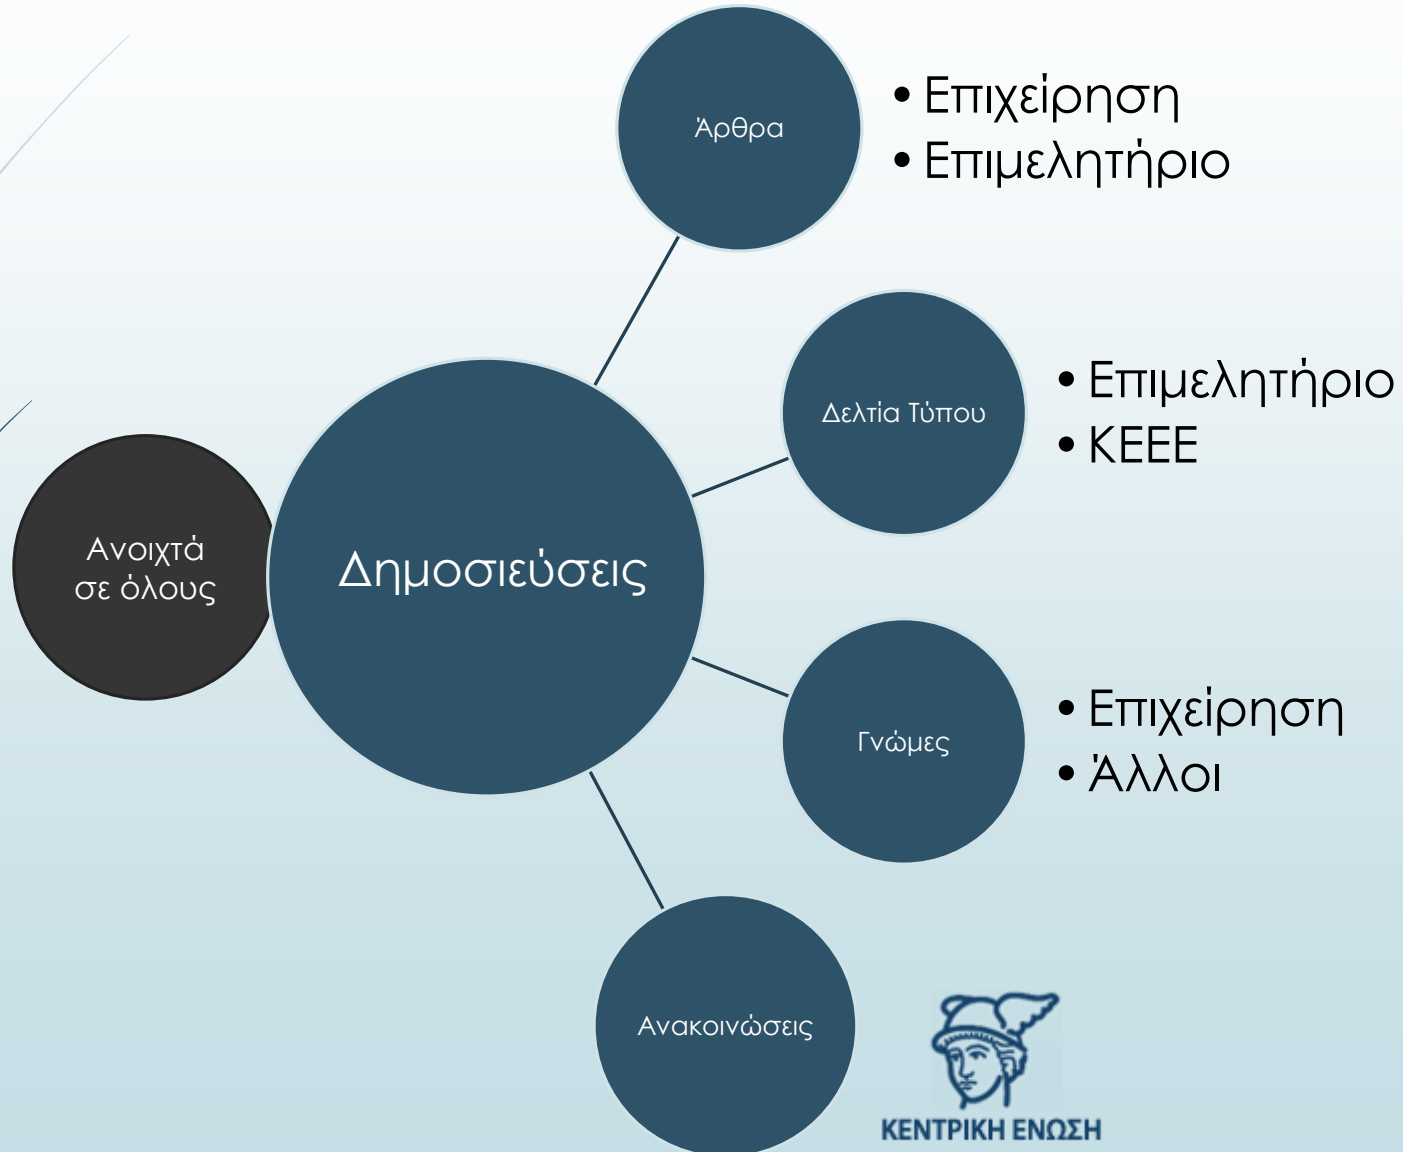 Άρθρα
• Επιχείρηση
• Επιμελητήριο
Δελτία Τύπου
• Επιμελητήριο
• ΚΕΕΕ
Ανοιχτά
σε όλους
Δημοσιεύσεις
Γνώμες
• Επιχείρηση
• Άλλοι
Ανακοινώσεις
ΚΕΝΤΡΙΚΗ ΕΝΩΣΗ